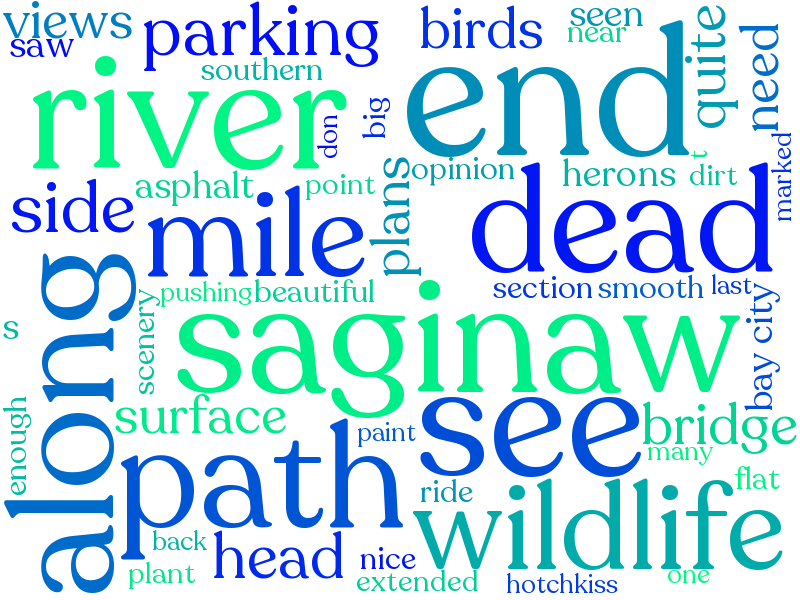 views
saw
parking
birds
seen
near
quite
need
southern
river
don
big
end
opinion
herons
t
dirt
marked
asphalt
point
plans
side
mile
dead
along
pushing
beautiful
section
smooth
last
scenery
s
saginaw
bay city
enough
surface
see
bridge
paint
many
path
ride
wildlife
flat
back
head
nice
plant
extended
hotchkiss
one